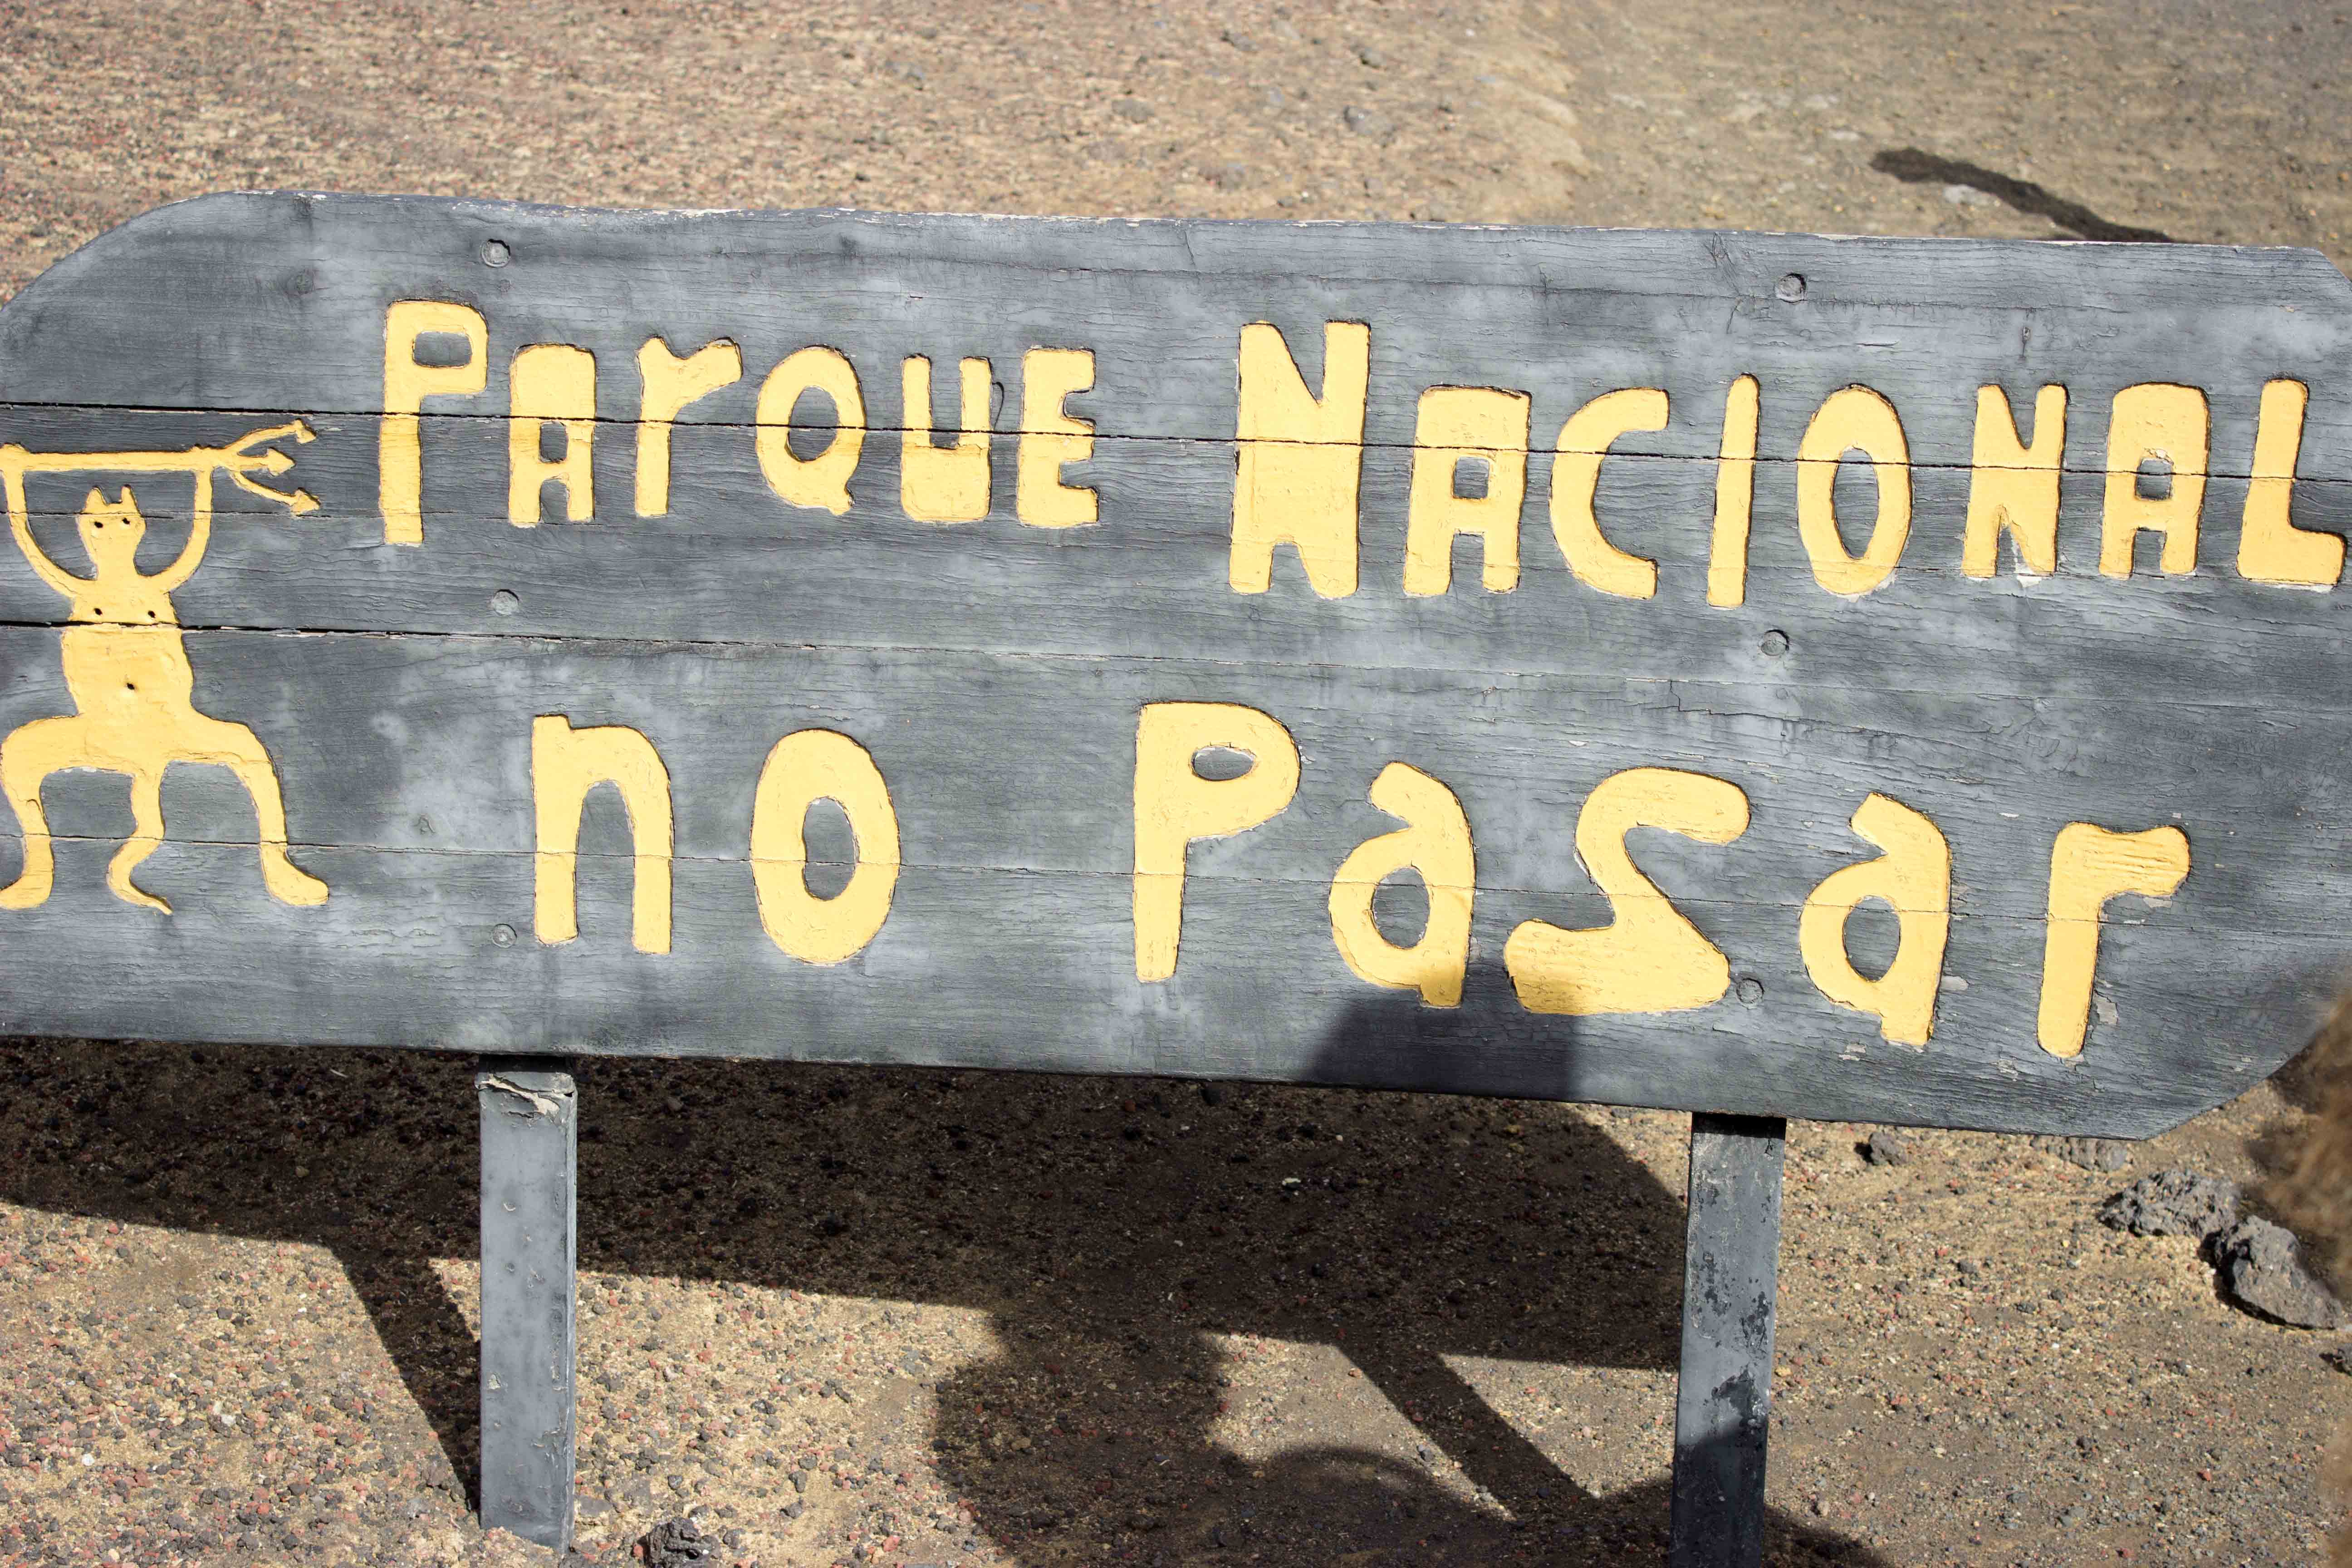 Parque Nacional
no Pasar